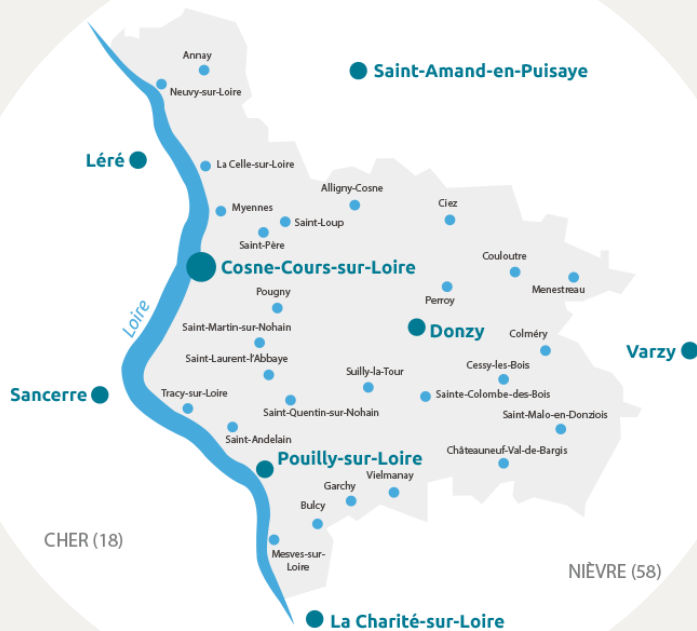 Annay
Saint-Amand-en-Puisaye
Neuvy-sur-Loire
Léré
La Celle-sur-Loire
Alligny-Cosne
Ciez
Myennes
Saint-Loup
Saint-Père
Couloutre
Cosne-Cours-sur-Loire
Menestreau
Pougny
Perroy
Loire
Saint-Martin-sur-Nohain
Donzy
Colméry
Saint-Laurent-l'Abbaye
Varzy
Suilly-la-Tour
Cessy-les-Bois
Sancerre
Tracy-sur-Loire
Sainte-Colombe-des-Bois
Saint-Quentin-sur-Nohain
Saint-Malo-en-Donziois
Saint-Andelain
Châteauneuf-Val-de-Bargis
Pouilly-sur-Loire
Vielmanay
Garchy
Bulcy
CHER (18)
Mesves-sur-
Loire
NIÈVRE (58)
La Charité-sur-Loire